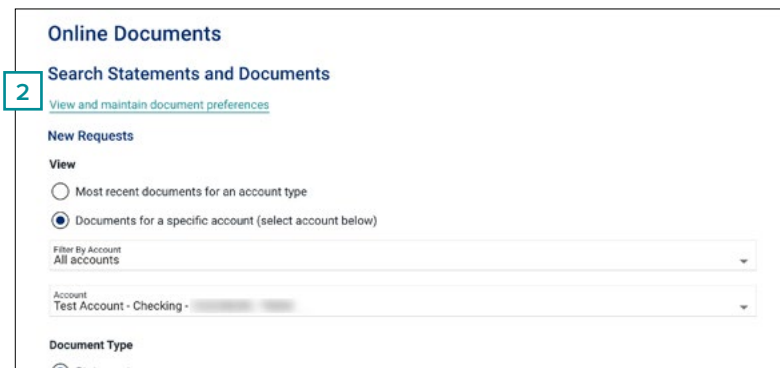 Online Documents
Search Statements and Documents
2
View and maintain document preferences
New Requests
View
Most recent documents for an account type
Documents for a specific account (select account below)
Filter By Account
All accounts
Account
Test Account - Checking -
Document Type